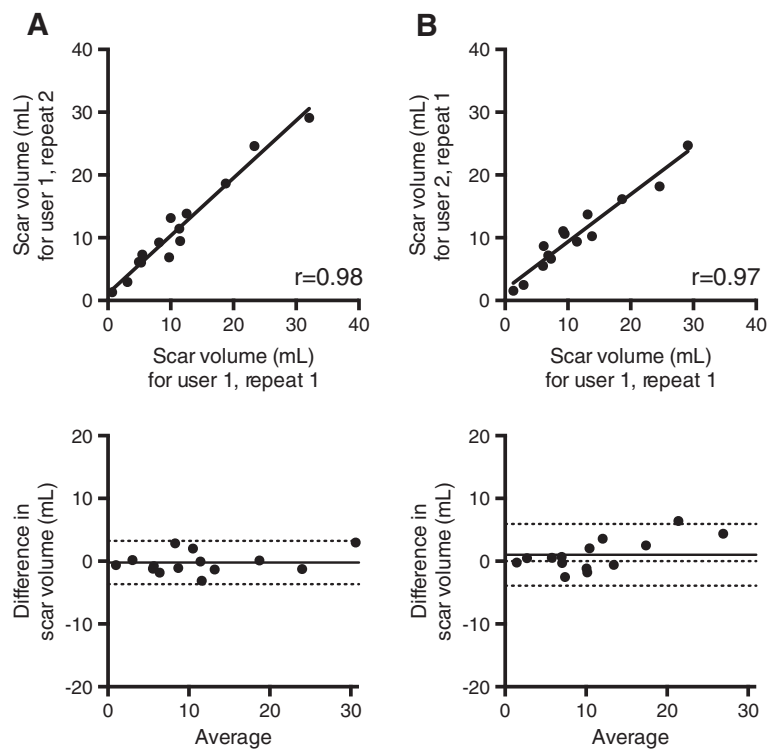 A
40
30
20
10
0
Scar volume (mL)
for user 1, repeat 2
r=0.98
0 10 20 30 40
Scar volume (mL)
for user 1, repeat 1
B
40
30
20
10
0
Scar volume (mL)
for user 2, repeat 1
r=0.97
0 10 20 30 40
Scar volume (mL)
for user 1, repeat 1
20
10
0
-10
-20
Difference in
scar volume (mL)
0 10 20 30
Average
20
10
0
-10
-20
Difference in
scar volume (mL)
0 10 20 30
Average